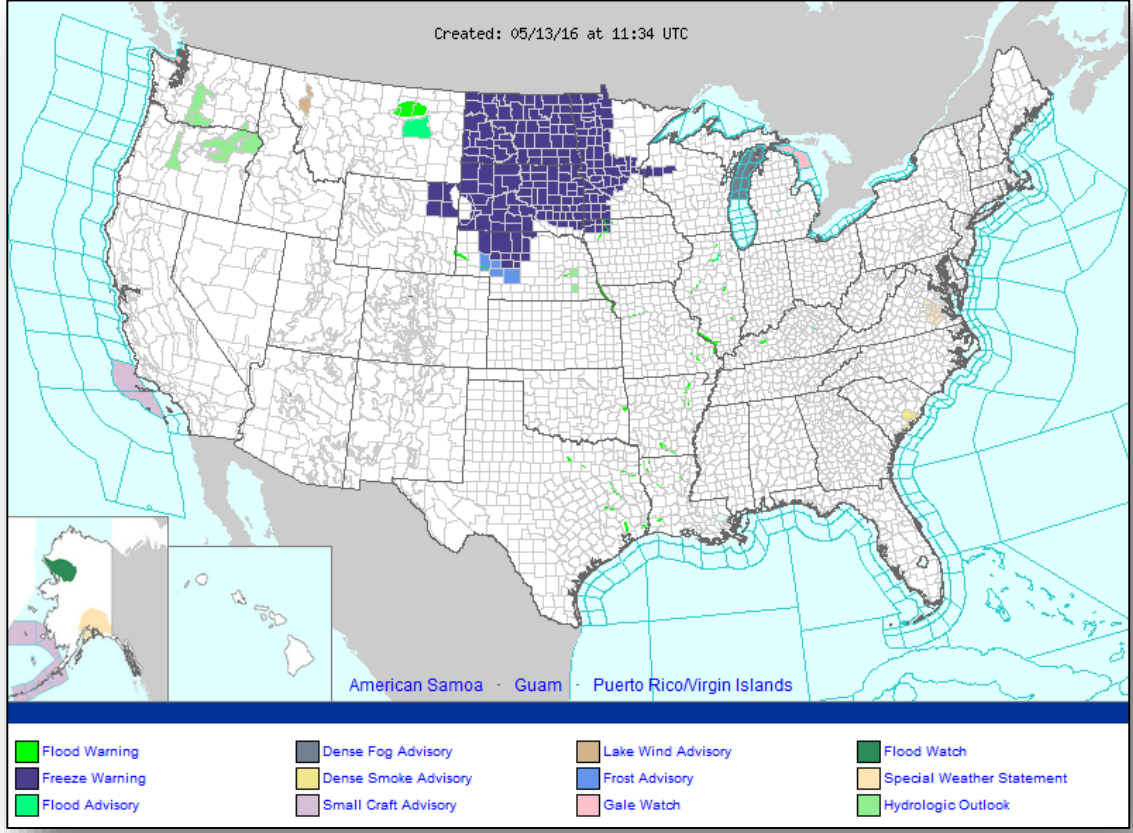 Created: 05/13/16 at 11:34 UTC
American Samoa - Guam - Puerto Rico/Virgin Islands
Flood Warning
Dense Fog Advisory
Lake Wind Advisory
Flood Watch
Freeze Warning
Dense Smoke Advisory
Frost Advisory
Special Weather Statement
Flood Advisory
Small Craft Advisory
Gale Watch
Hydrologic Outlook